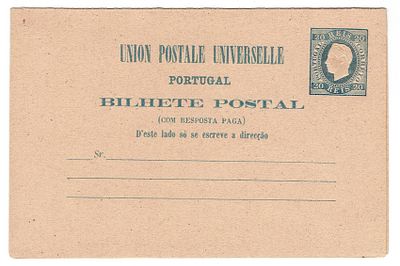 UNION POSTALE UNIVERSELLE
PORTUGAL
BILHETE POSTAL
(COM RESPOSTA PAGA)
D'este lado só se escreve a direcção
Sr.
20 20
20 20
REIS